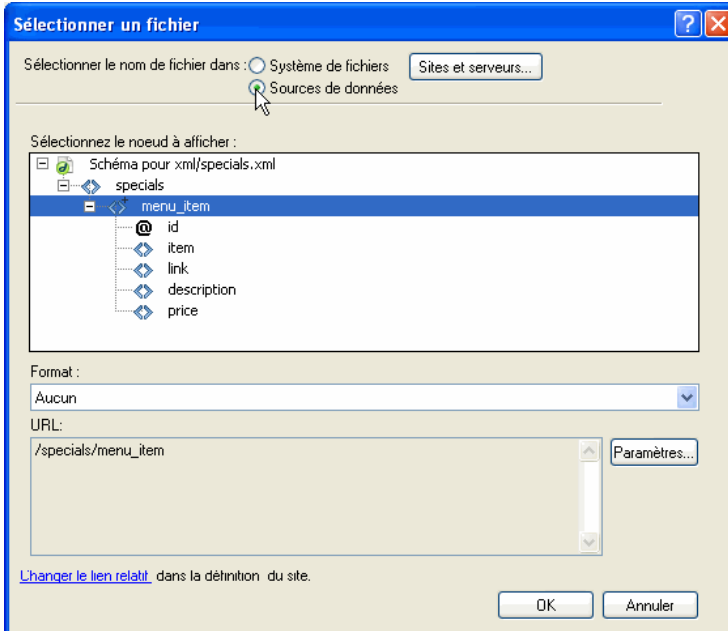 Sélectionner un fichier
Sélectionner le nom de fichier dans : Système de fichiers Sites et serveurs...
Sources de données
Sélectionnez le noeud à afficher :
Schéma pour xml/specials.xml
specials
menu_item
id
item
link
description
price
Format :
Aucun
URL:
/specials/menu_item
Paramètres...
Changer le lien relatif dans la définition du site.
OK Annuler